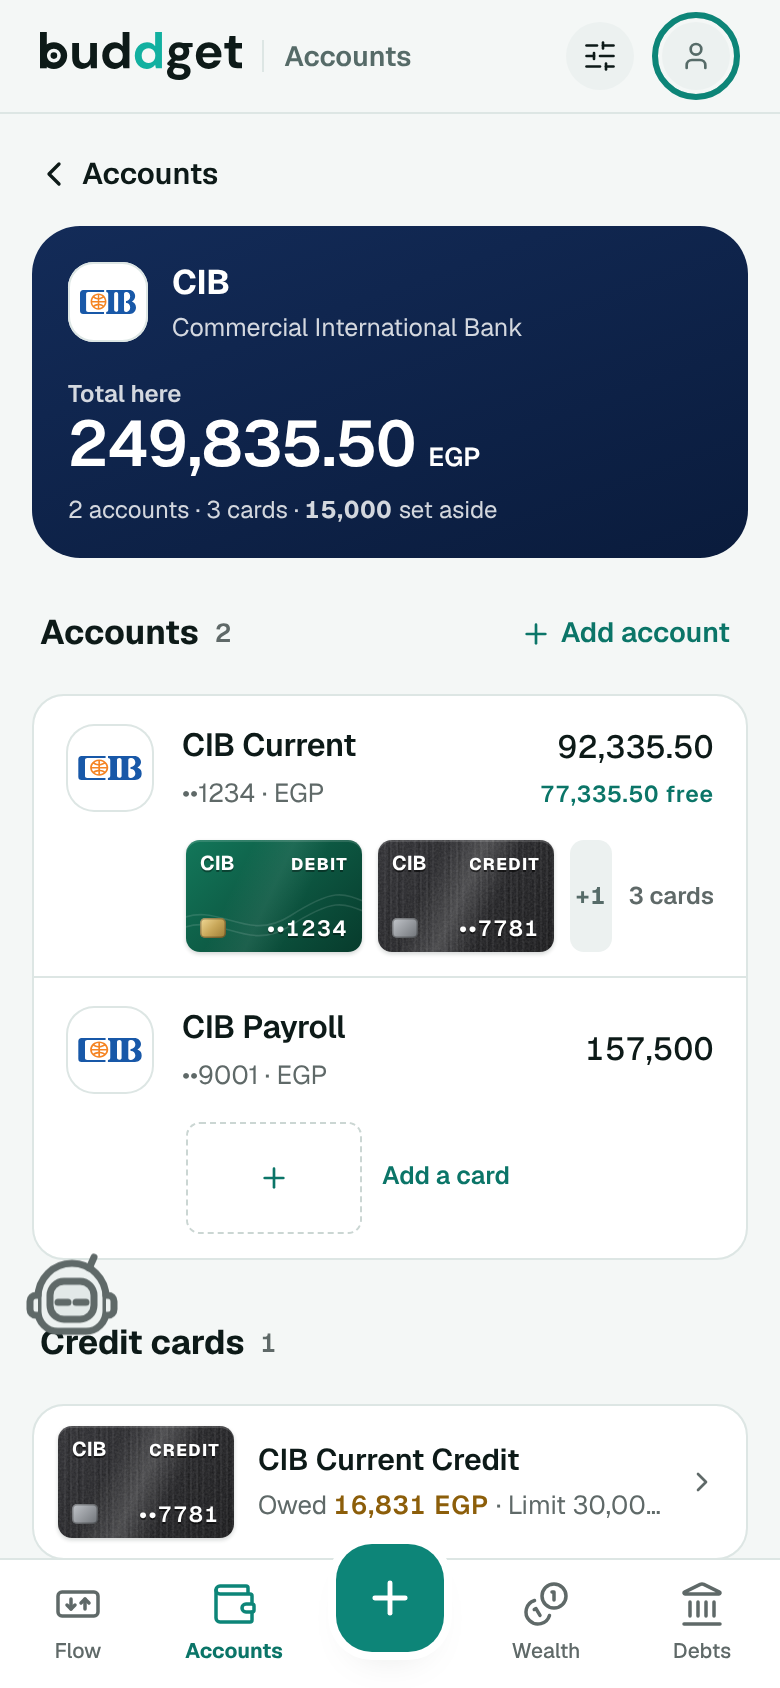 buddget
Accounts
Accounts
CIB
CIB
Commercial International Bank
Total here
249,835.50 EGP
2 accounts · 3 cards · 15,000 set aside
Accounts 2
+ Add account
CIB
CIB Current
92,335.50
••1234 · EGP
77,335.50 free
CIB DEBIT
••1234
CIB CREDIT
••7781
+1
3 cards
CIB
CIB Payroll
157,500
••9001 · EGP
+
Add a card
Credit cards 1
CIB CREDIT
••7781
CIB Current Credit
Owed 16,831 EGP · Limit 30,00...
+
Flow
Accounts
Wealth
Debts